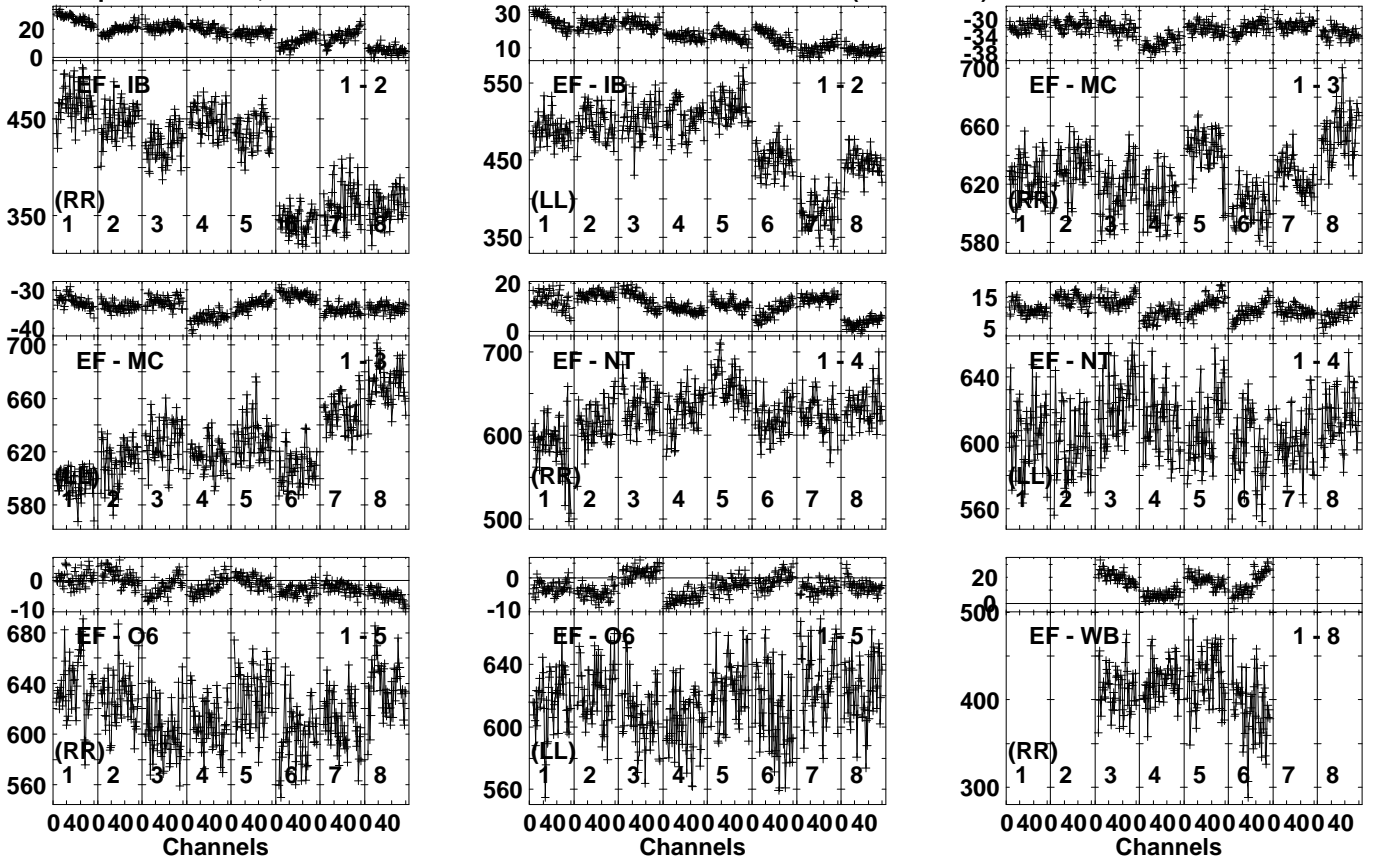 20 0
EF - IB 1 - 2
450
350
(RR)
1 2 3 4 5 6 7 8
30 10
EF - IB 1 - 2
550
450
350
(LL)
1 2 3 4 5 6 7 8
-30 -34 -38
700
EF - MC 1 - 3
660
620
580
(RR)
1 2 3 4 5 6 7 8
-30 -40
700
EF - MC 1 - 3
660
620
580
(LL)
1 2 3 4 5 6 7 8
20 0
700
EF - NT 1 - 4
600
500
(RR)
1 2 3 4 5 6 7 8
15 5
EF - NT 1 - 4
640
600
560
(LL)
1 2 3 4 5 6 7 8
0 -10
680
EF - O6 1 - 5
640
600
560
(RR)
1 2 3 4 5 6 7 8
0 40 0 40 0 40 0 40 0 40 0 40 0 40 0 40
Channels
0 -10
EF - O6 1 - 5
640
600
560
(LL)
1 2 3 4 5 6 7 8
0 40 0 40 0 40 0 40 0 40 0 40 0 40 0 40
Channels
20 0
500
EF - WB 1 - 8
400
300
(RR)
1 2 3 4 5 6 7 8
0 40 0 40 0 40 0 40 0 40 0 40 0 40 0 40
Channels